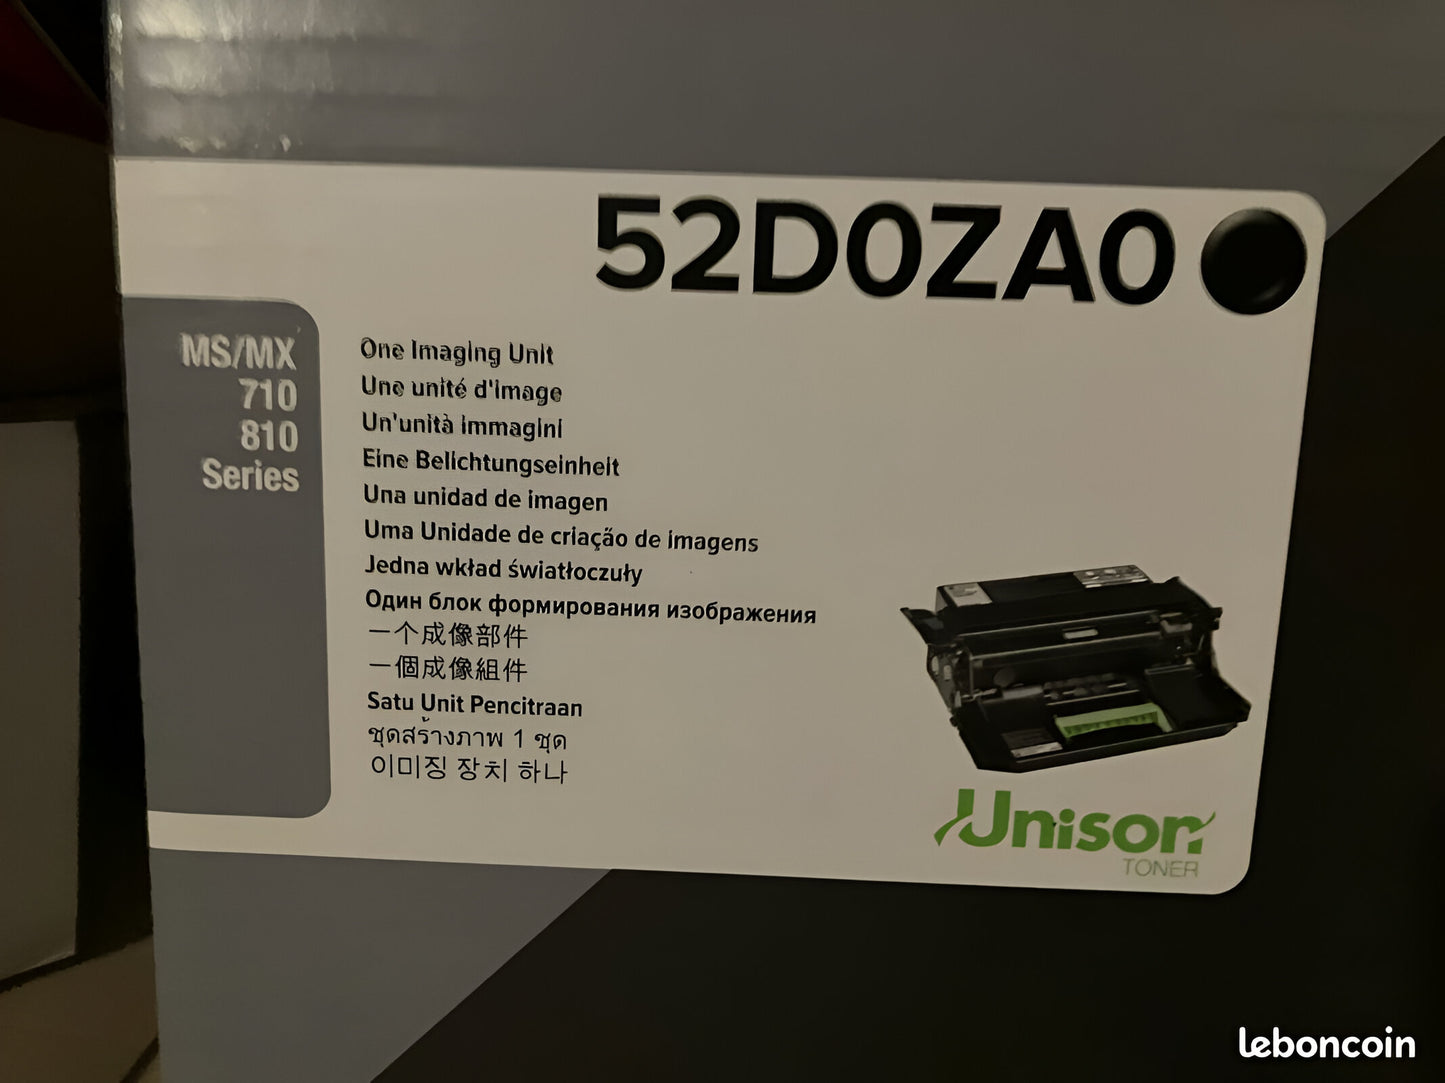 52D0ZA0
MS/MX
710
810
Series
One Imaging Unit
Une unité d'image
Un'unità immagini
Eine Belichtungseinheit
Una unidad de imagen
Uma Unidade de criação de imagens
Jedna wkład światłoczuły
Один блок формирования изображения
一个成像部件
一個成像組件
Satu Unit Pencitraan
ชุดสร้างภาพ 1 ชุด
이미징 장치 하나
Unison
TONER
leboncoin